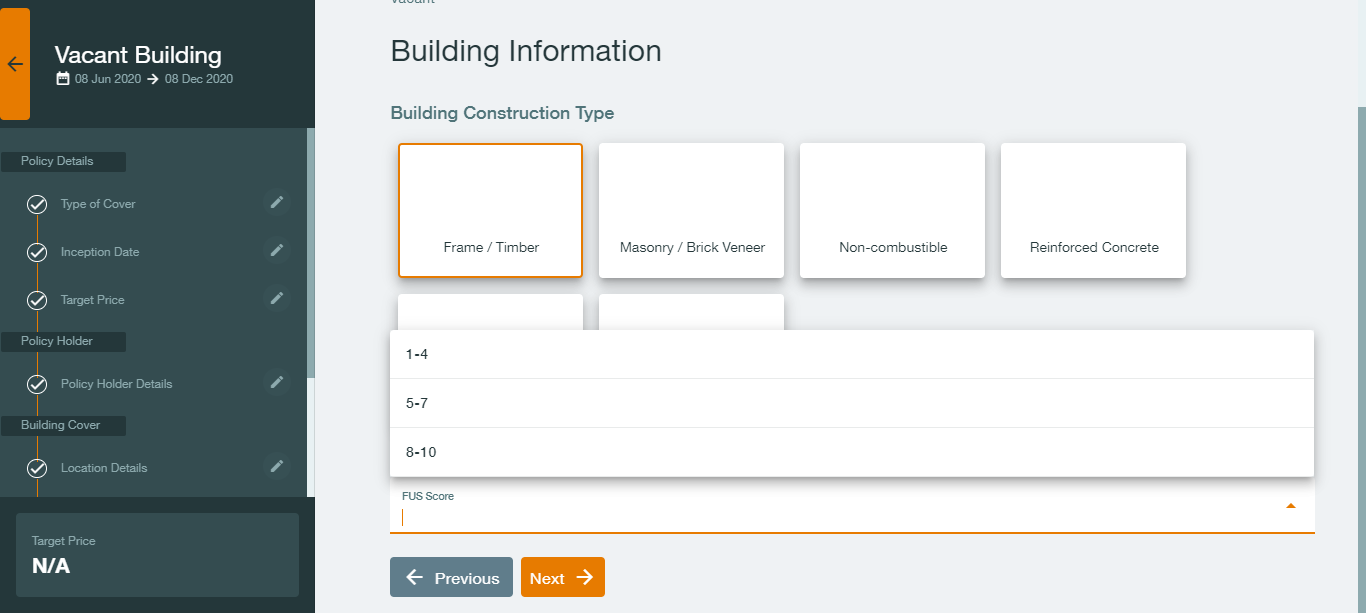 Vacant Building
08 Jun 2020 → 08 Dec 2020
Policy Details
Type of Cover
Inception Date
Target Price
Policy Holder
Policy Holder Details
Building Cover
Location Details
Target Price
N/A
Vacant
Building Information
Building Construction Type
Frame / Timber
Masonry / Brick Veneer
Non-combustible
Reinforced Concrete
1-4
5-7
8-10
FUS Score
Previous
Next